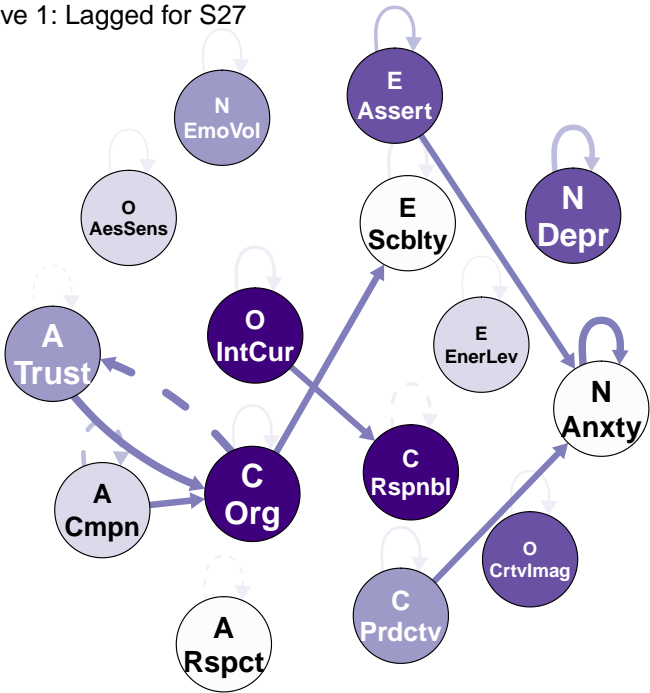 ve 1: Lagged for S27
N
EmoVol
E
Assert
O
AesSens
E
Scblty
N
Depr
A
Trust
O
IntCur
E
EnerLev
N
Anxty
A
Cmpn
C
Org
C
Rspnbl
O
CrtvImag
A
Rspct
C
Prdctv